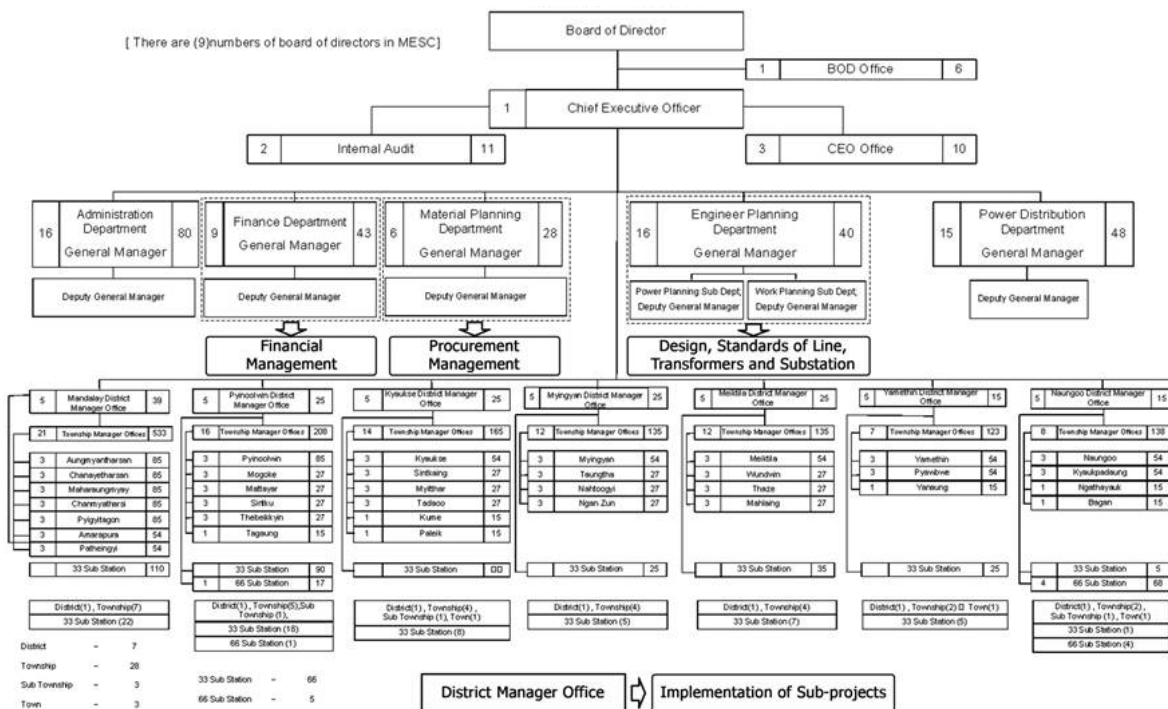 [ There are (9)numbers of board of directors in MESC]
Board of Director
1 BOD Office 6
1 Chief Executive Officer
2 Internal Audit 11
3 CEO Office 10
16 Administration Department General Manager 80
Deputy General Manager
9 Finance Department General Manager 43
Deputy General Manager
Financial Management
6 Material Planning Department General Manager 28
Deputy General Manager
Procurement Management
16 Engineer Planning Department General Manager 40
Power Planning Sub Dept; Deputy General Manager
Work Planning Sub Dept; Deputy General Manager
Design, Standards of Line, Transformers and Substation
15 Power Distribution Department General Manager 48
Deputy General Manager
5 Mandalay District Manager Office 39
21 Township Manager Offices 533
3 Aungmyantharsan 85
3 Chanayetharsan 85
3 Maharaungmyay 85
3 Chanmyatharsi 85
3 Pyigyitagon 85
3 Amarapura 54
3 Patheingyi 54
33 Sub Station 110
District(1) , Township(7)
33 Sub Station (22)
5 Pyinoolwin District Manager Office 25
16 Township Manager Offices 208
3 Pyinoolwin 85
3 Mogoke 27
3 Mattayar 27
3 Sintku 27
3 Thebeikkyin 27
1 Tagaung 15
33 Sub Station 90
1 66 Sub Station 17
District(1) , Township(5),Sub Township (1),
33 Sub Station (18)
66 Sub Station (1)
5 Kyaukse District Manager Office 25
14 Township Manager Offices 165
3 Kyaukse 54
3 Sintkaing 27
3 Myitthar 27
3 Tadaoo 27
1 Kume 15
1 Paleik 15
33 Sub Station
District(1) , Township(4) , Sub Township (1), Town(1)
33 Sub Station (8)
5 Myingyan District Manager Office 25
12 Township Manager Offices 135
3 Myingyan 54
3 Taungtha 27
3 Nahtoogyi 27
3 Ngan Zun 27
33 Sub Station 25
District(1) , Township(4)
33 Sub Station (5)
5 Meiktila District Manager Office 25
12 Township Manager Offices 135
3 Meiktila 54
3 Wundwin 27
3 Thaze 27
3 Mahlaing 27
33 Sub Station 35
District(1) , Township(4)
33 Sub Station (7)
5 Yamethin District Manager Office 15
7 Township Manager Offices 123
3 Yamethin 54
3 Pyawbwe 54
1 Yanaung 15
33 Sub Station 25
District(1) , Township(2) Town(1)
33 Sub Station (5)
5 Naungoo District Manager Office 15
8 Township Manager Offices 138
3 Naungoo 54
3 Kyaukpadaung 54
1 Ngathayauk 15
1 Bagan 15
33 Sub Station 5
4 66 Sub Station 68
District(1) , Township(2), Sub Township (1) , Town(1)
33 Sub Station (1)
66 Sub Station (4)
District - 7
Township - 28
Sub Township - 3
Town - 3
33 Sub Station - 66
66 Sub Station - 5
District Manager Office
Implementation of Sub-projects